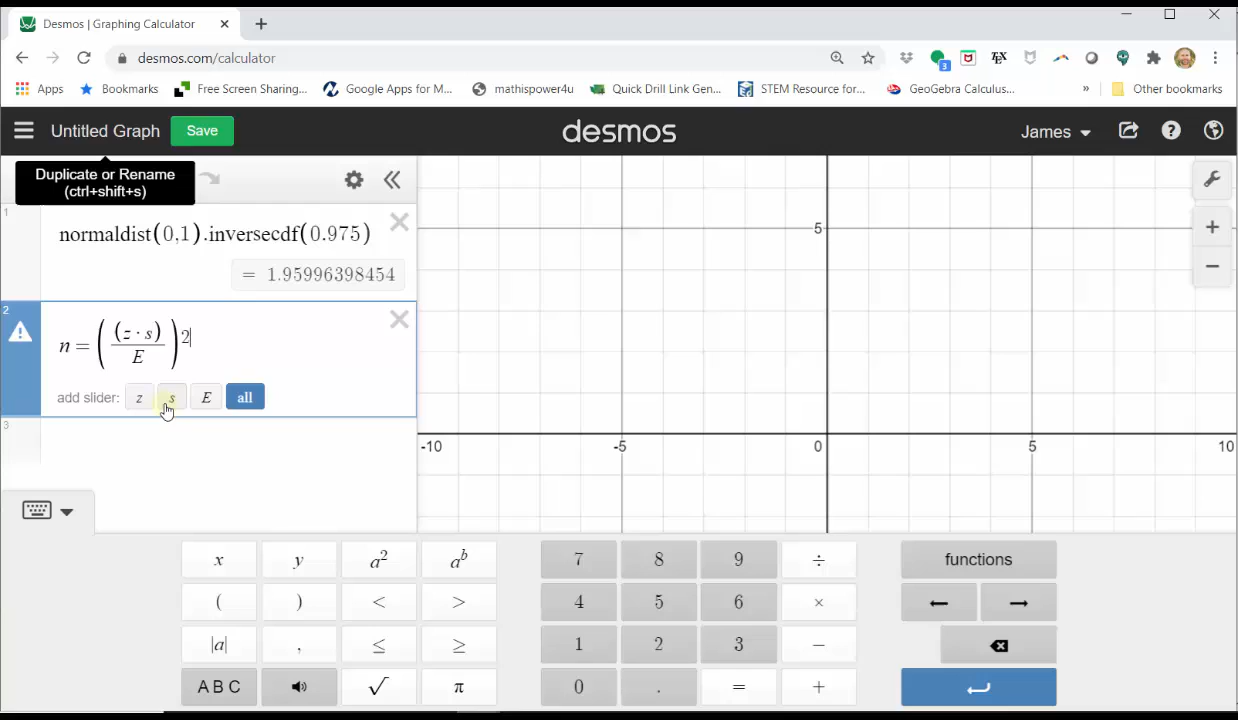 Desmos | Graphing Calculator
desmos.com/calculator
3
TEX
Apps Bookmarks Free Screen Sharing... Google Apps for M... mathispower4u Quick Drill Link Gen... STEM Resource for... GeoGebra Calculus... » Other bookmarks
Untitled Graph Save desmos James
Duplicate or Rename
(ctrl+shift+s)
1
normaldist(0,1).inversecdf(0.975)
= 1.95996398454
2
n = ((z · s)/E)2
add slider: z s E all
3
5
-10 -5 0 5 10
x y a² aᵇ 7 8 9 ÷ functions
( ) < > 4 5 6 × ← →
|a| , ≤ ≥ 1 2 3 −
A B C √ π 0 . = +